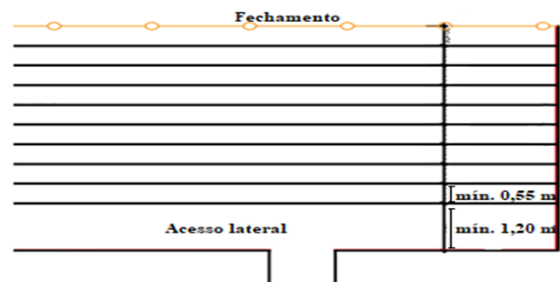 Fechamento
mín. 0,55 m
Acesso lateral
mín. 1,20 m